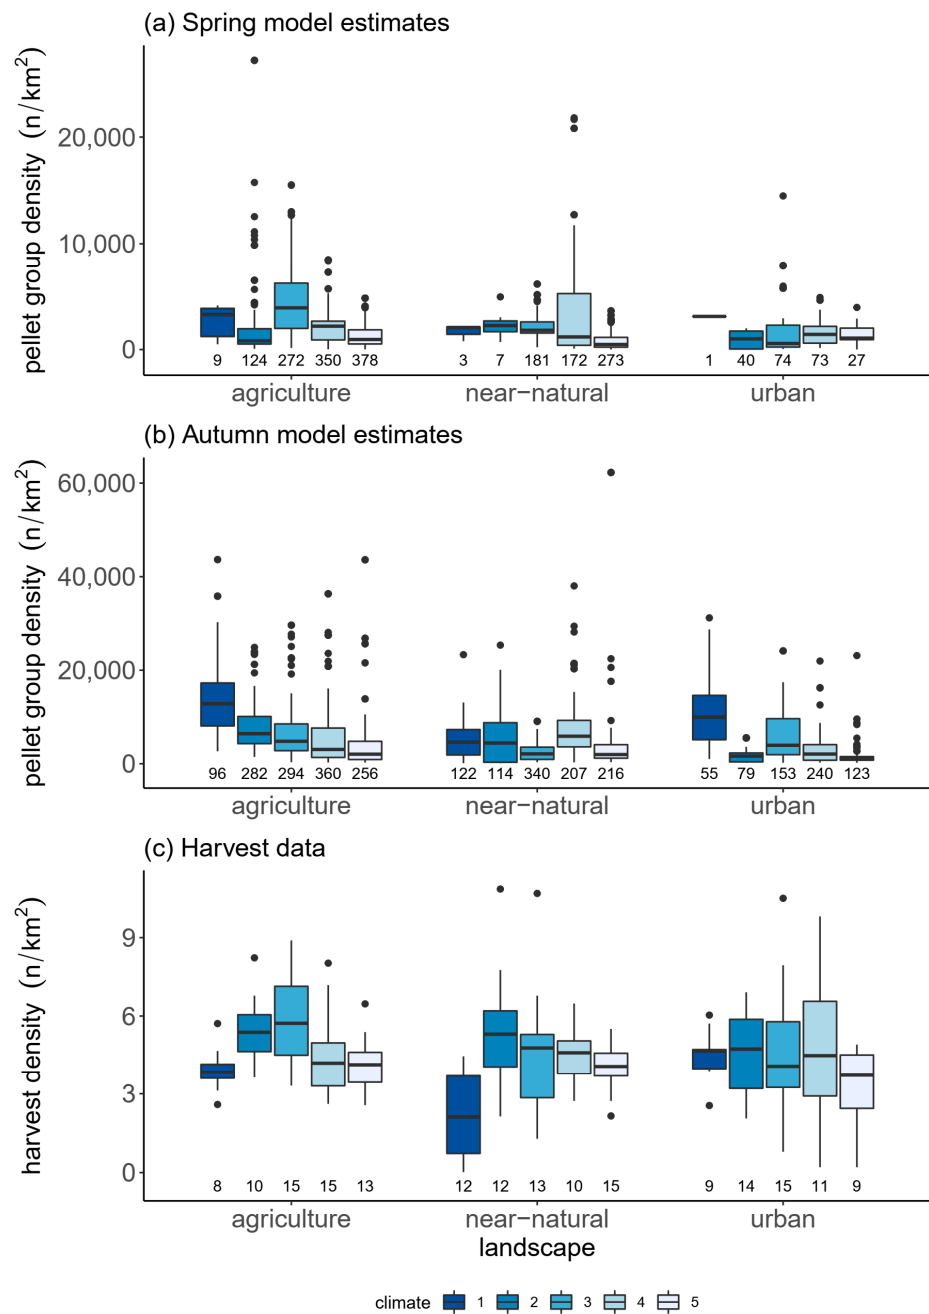 (a) Spring model estimates
pellet group density (n/km²)
20,000
10,000
0
9 124 272 350 378 3 7 181 172 273 1 40 74 73 27
agriculture near−natural urban
(b) Autumn model estimates
pellet group density (n/km²)
60,000
40,000
20,000
0
96 282 294 360 256 122 114 340 207 216 55 79 153 240 123
agriculture near−natural urban
(c) Harvest data
harvest density (n/km²)
9
6
3
0
8 10 15 15 13 12 12 13 10 15 9 14 15 11 9
agriculture near−natural urban
landscape
climate 1 2 3 4 5